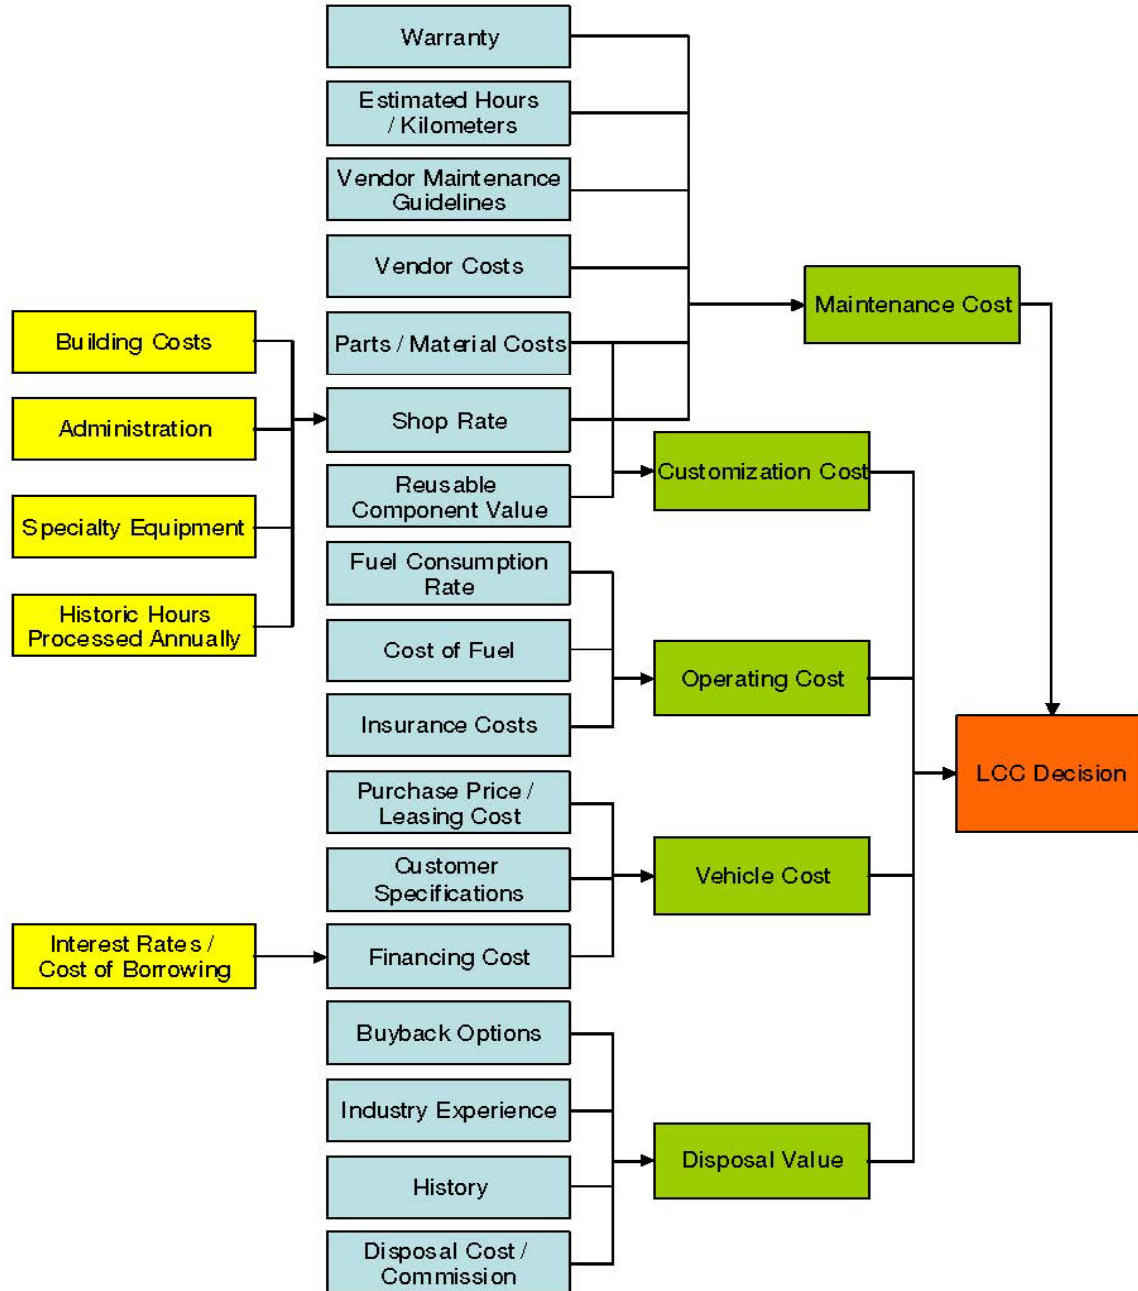 Warranty
Estimated Hours
/ Kilometers
Vendor Maintenance
Guidelines
Vendor Costs
Maintenance Cost
Building Costs
Parts / Material Costs
Administration
Shop Rate
Customization Cost
Reusable
Component Value
Specialty Equipment
Fuel Consumption
Rate
Historic Hours
Processed Annually
Cost of Fuel
Operating Cost
Insurance Costs
LCC Decision
Purchase Price /
Leasing Cost
Customer
Specifications
Vehicle Cost
Interest Rates /
Cost of Borrowing
Financing Cost
Buyback Options
Industry Experience
Disposal Value
History
Disposal Cost /
Commission